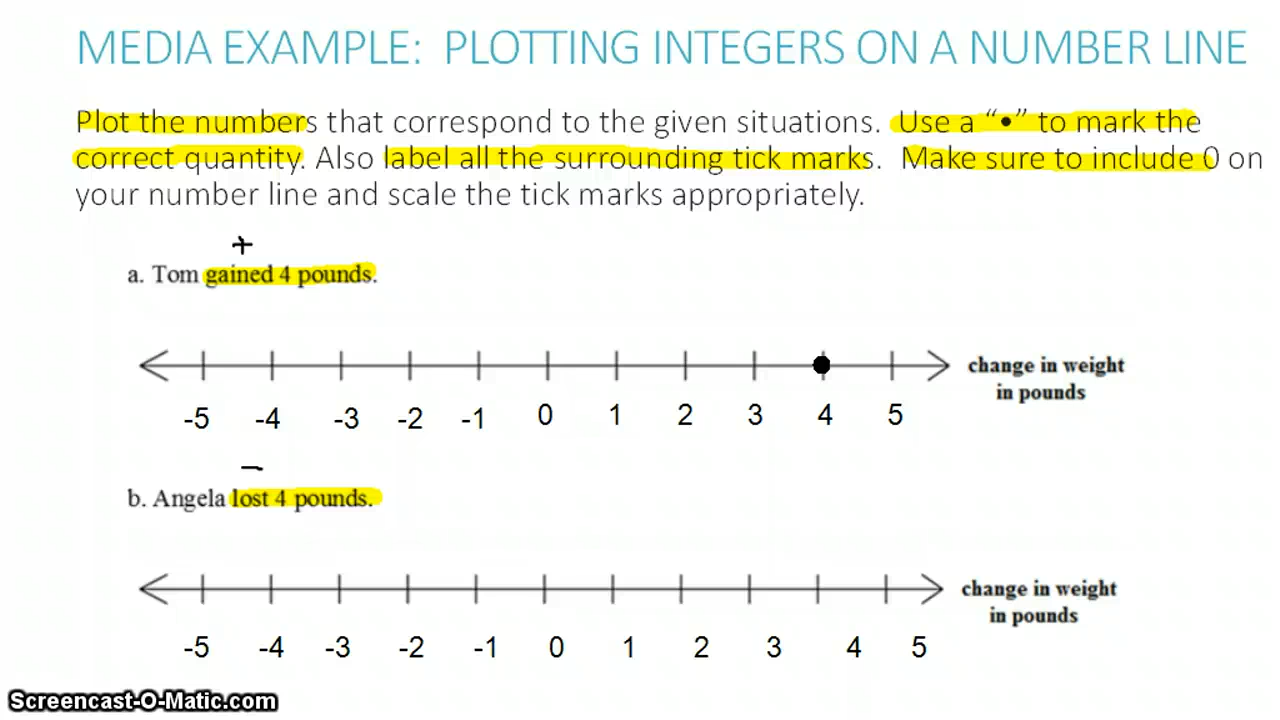 MEDIA EXAMPLE: PLOTTING INTEGERS ON A NUMBER LINE
Plot the numbers that correspond to the given situations. Use a “•” to mark the
correct quantity. Also label all the surrounding tick marks. Make sure to include 0 on
your number line and scale the tick marks appropriately.
+
a. Tom gained 4 pounds.
change in weight
in pounds
-5 -4 -3 -2 -1 0 1 2 3 4 5
−
b. Angela lost 4 pounds.
change in weight
in pounds
-5 -4 -3 -2 -1 0 1 2 3 4 5
Screencast-O-Matic.com